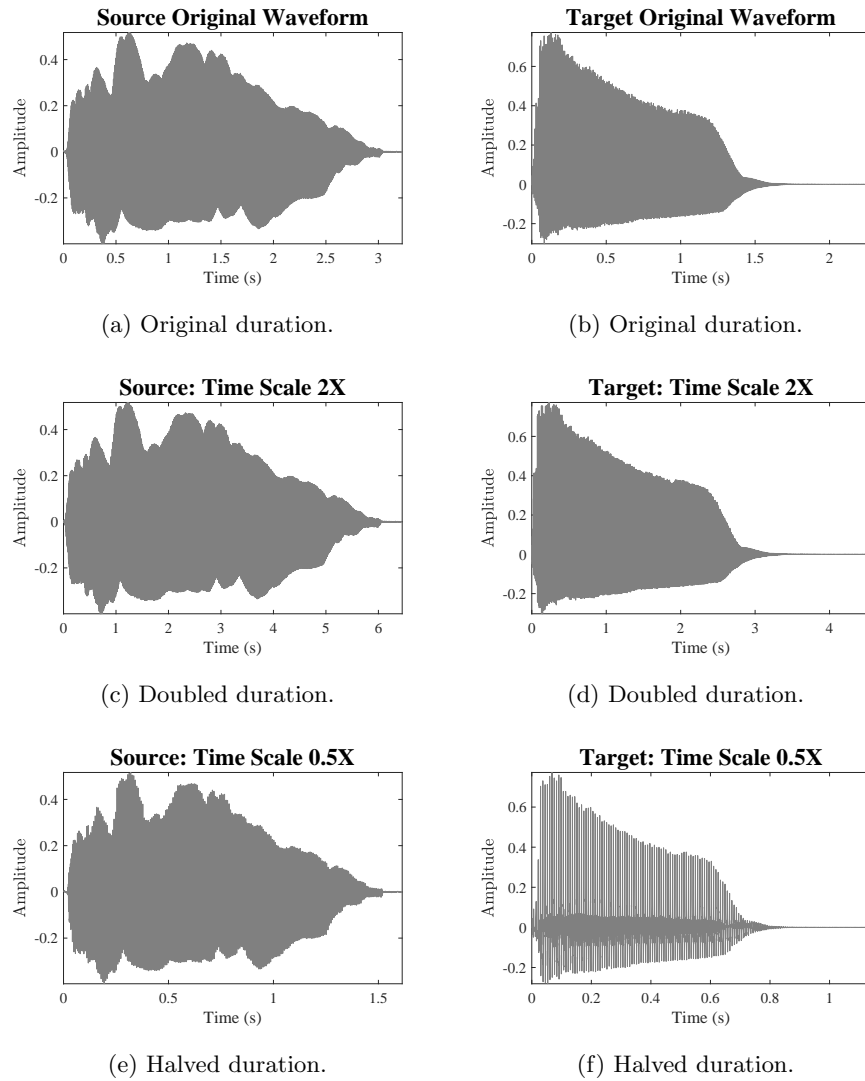 Source Original Waveform
0.4
0.2
0
-0.2
Amplitude
0 0.5 1 1.5 2 2.5 3
Time (s)
(a) Original duration.
Target Original Waveform
0.6
0.4
0.2
0
-0.2
Amplitude
0 0.5 1 1.5 2
Time (s)
(b) Original duration.
Source: Time Scale 2X
0.4
0.2
0
-0.2
Amplitude
0 1 2 3 4 5 6
Time (s)
(c) Doubled duration.
Target: Time Scale 2X
0.6
0.4
0.2
0
-0.2
Amplitude
0 1 2 3 4
Time (s)
(d) Doubled duration.
Source: Time Scale 0.5X
0.4
0.2
0
-0.2
Amplitude
0 0.5 1 1.5
Time (s)
(e) Halved duration.
Target: Time Scale 0.5X
0.6
0.4
0.2
0
-0.2
Amplitude
0 0.2 0.4 0.6 0.8 1
Time (s)
(f) Halved duration.